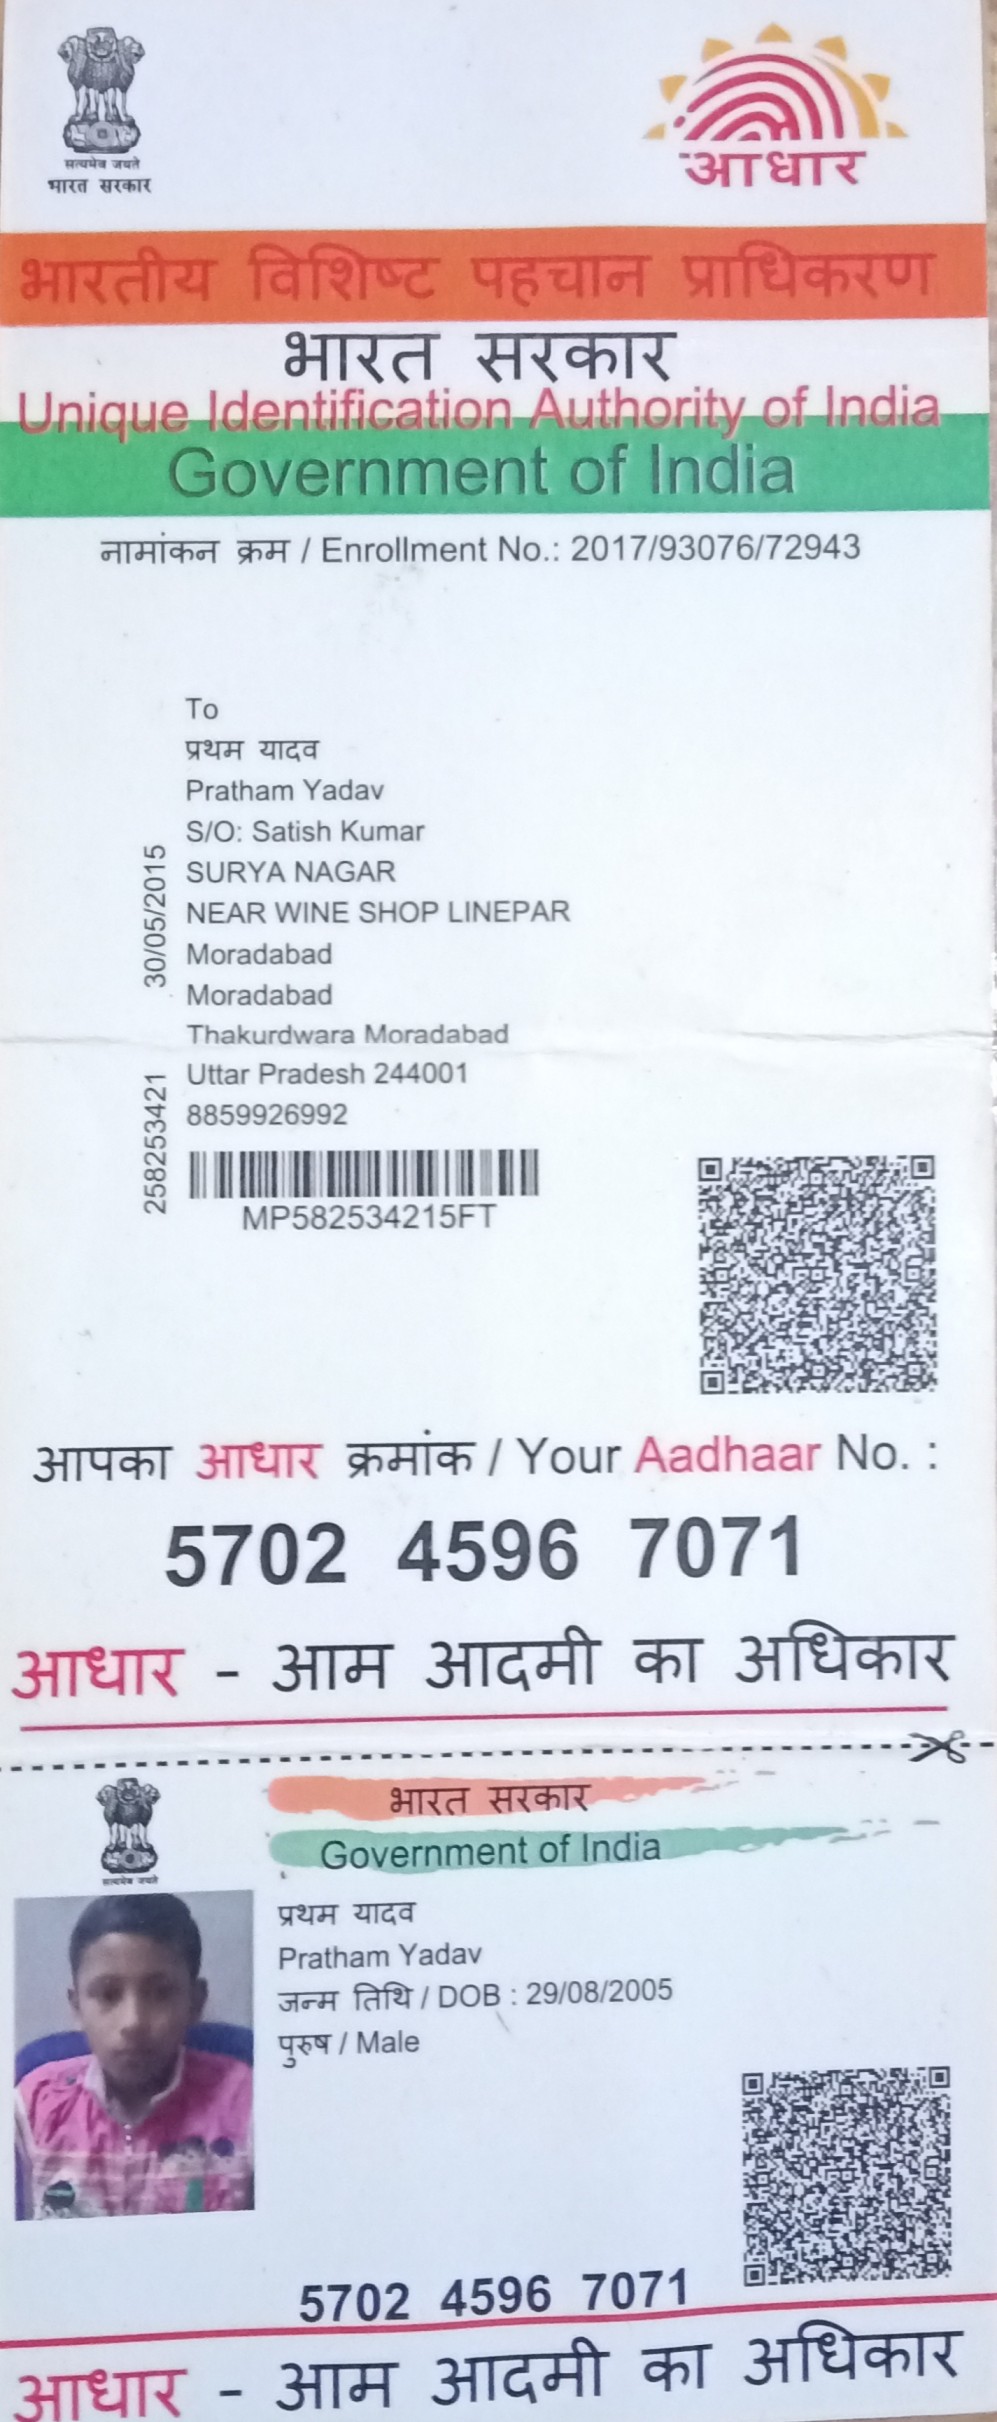 सत्यमेव जयते
भारत सरकार
आधार
भारतीय विशिष्ट पहचान प्राधिकरण
भारत सरकार
Unique Identification Authority of India
Government of India
नामांकन क्रम / Enrollment No.: 2017/93076/72943
To
प्रथम यादव
Pratham Yadav
S/O: Satish Kumar
SURYA NAGAR
NEAR WINE SHOP LINEPAR
Moradabad
Moradabad
Thakurdwara Moradabad
Uttar Pradesh 244001
8859926992
30/05/2015
258253421
MP582534215FT
आपका आधार क्रमांक / Your Aadhaar No. :
5702 4596 7071
आधार - आम आदमी का अधिकार
सत्यमेव जयते
भारत सरकार
Government of India
प्रथम यादव
Pratham Yadav
जन्म तिथि / DOB : 29/08/2005
पुरुष / Male
5702 4596 7071
आधार - आम आदमी का अधिकार